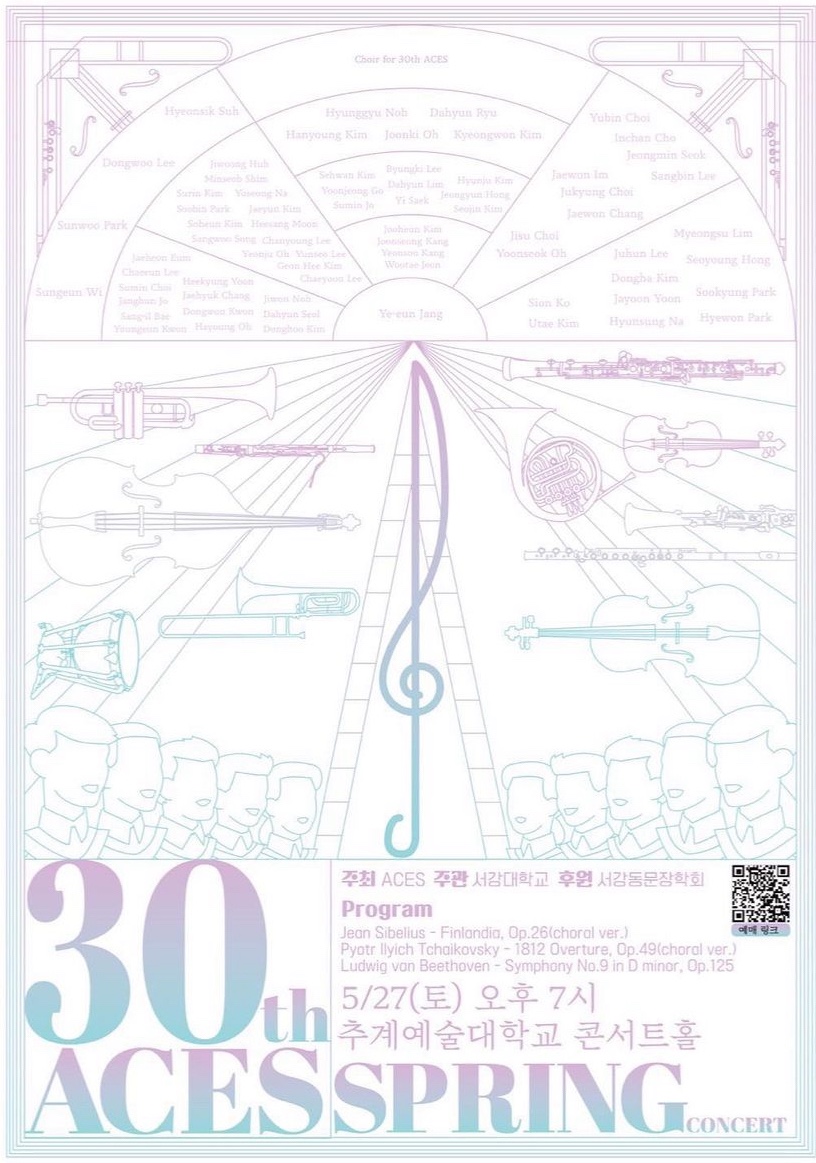 Choir for 30th ACES
Hyeonsik Suh
Hyunggyu Noh Dahyun Ryu
Hanyoung Kim Joonki Oh Kyeongwon Kim
Yubin Choi
Inchan Cho
Jeongmin Seok
Sangbin Lee
Dongwoo Lee
Jiwoong Huh
Minseob Shim
Surin Kim Yuseong Na
Soobin Park Jaeyun Kim
Soheun Kim Heesang Moon
Sangwoo Song Chanyoung Lee
Yeonju Oh Yunseo Lee
Geon Hee Kim
Chaeyoon Lee
Sehwan Kim
Yoonjeong Go
Sumin Jo
Byungki Lee
Dahyun Lim
Yi Saek
Hyunju Kim
Jeongyun Hong
Seojin Kim
Jaewon Im
Jukyung Choi
Jaewon Chang
Jisu Choi
Yoonseok Oh
Sunwoo Park
Sungeun Wi
Jaeheon Eum
Chaeeun Lee
Sumin Choi
Janghun Jo
Sang-il Bae
Youngeun Kwon
Heekyung Yoon
Jaehyuk Chang
Dongwun Kwon
Hayoung Oh
Jiwon Noh
Dahyun Seol
Donghoo Kim
Jooheon Kim
Yeonsoo Kang
Wootae Jeon
Ye-eun Jang
Myeongsu Lim
Seoyoung Hong
Juhun Lee
Dongha Kim
Sookyung Park
Jayoon Yoon
Sion Ko
Utae Kim
Hyunsung Na
Hyewon Park
주최 ACES 주관 서강대학교 후원 서강동문장학회
예매 링크
Program
Jean Sibelius - Finlandia, Op.26(choral ver.)
Pyotr Ilyich Tchaikovsky - 1812 Overture, Op.49(choral ver.)
Ludwig van Beethoven - Symphony No.9 in D minor, Op.125
5/27(토) 오후 7시
추계예술대학교 콘서트홀
30th
ACES SPRING CONCERT